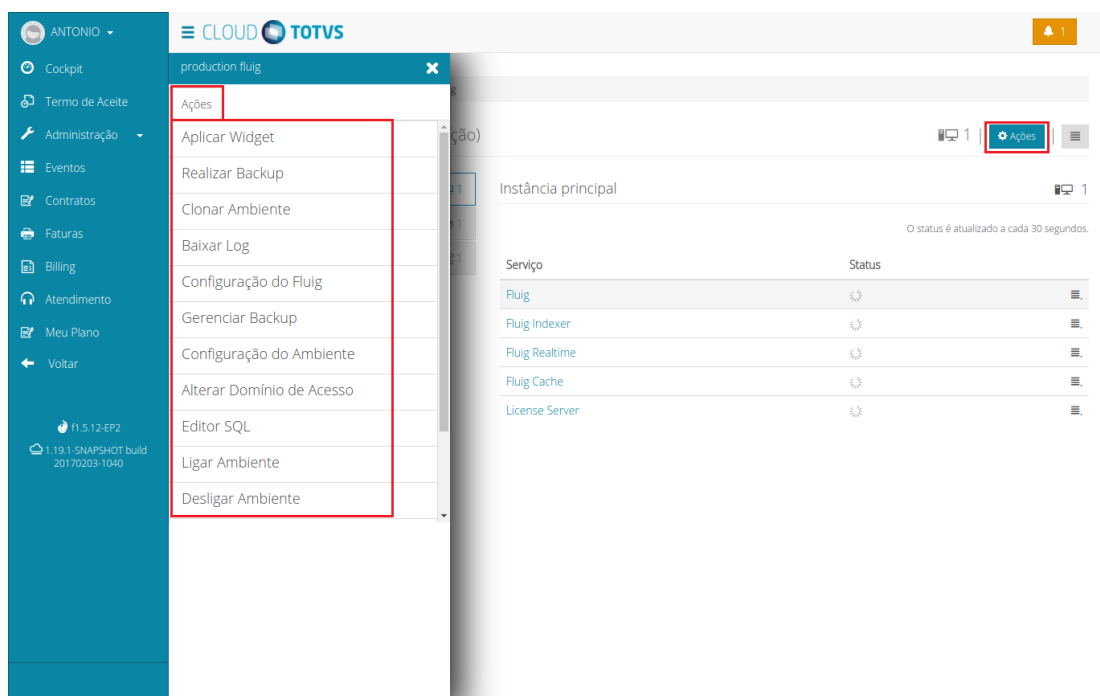 ANTONIO
Cockpit
Termo de Aceite
Administração
Eventos
Contratos
Faturas
Billing
Atendimento
Meu Plano
Voltar
f1.5.12-EP2
1.19.1-SNAPSHOT build
20170203-1040
CLOUD TOTVS
1
production fluig
Ações
Aplicar Widget
Realizar Backup
Clonar Ambiente
Baixar Log
Configuração do Fluig
Gerenciar Backup
Configuração do Ambiente
Alterar Domínio de Acesso
Editor SQL
Ligar Ambiente
Desligar Ambiente
g
ção)
1 | Ações |
1
1
1
Instância principal
1
O status é atualizado a cada 30 segundos.
Serviço Status
Fluig
Fluig Indexer
Fluig Realtime
Fluig Cache
License Server